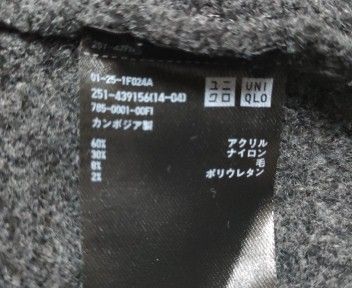 01-25-1F024A
251-439156(14-04)
785-0001-00F1
カンボジア製
ユニ
クロ
UNI
QLO
60% アクリル
30% ナイロン
8% 毛
2% ポリウレタン